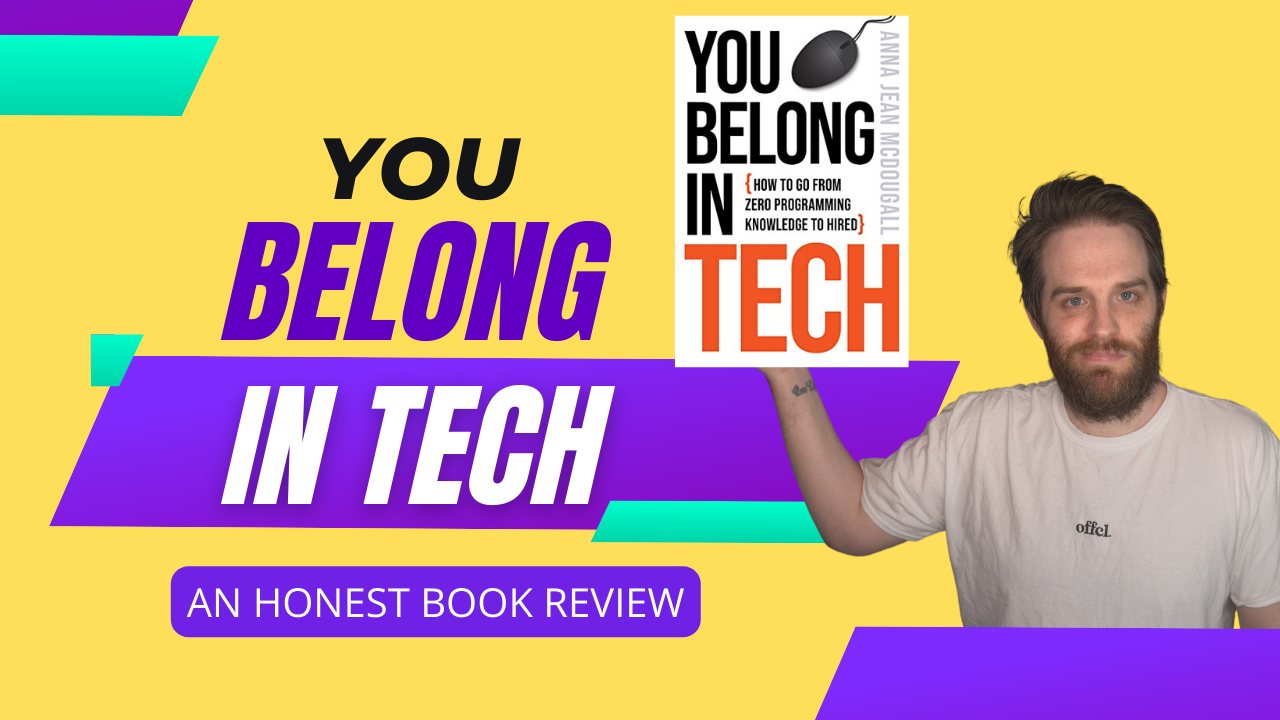 YOU
BELONG
IN TECH
AN HONEST BOOK REVIEW
YOU
BELONG
IN
{HOW TO GO FROM
ZERO PROGRAMMING
KNOWLEDGE TO HIRED}
TECH
ANNA JEAN MCDOUGALL
offcl.